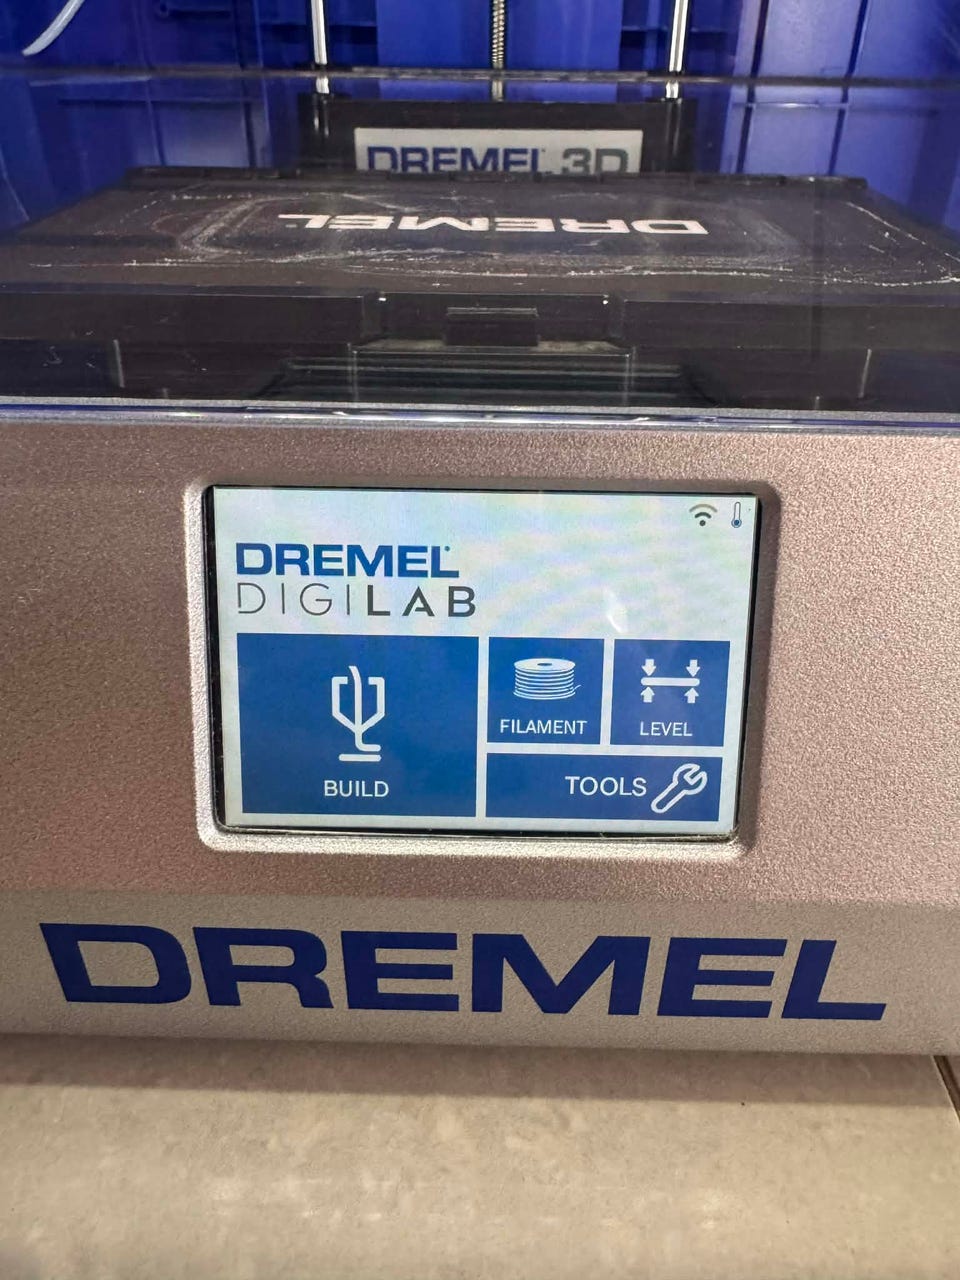 DREMEL 3D
DREMEL
DREMEL
DIGILAB
FILAMENT
LEVEL
BUILD
TOOLS
DREMEL